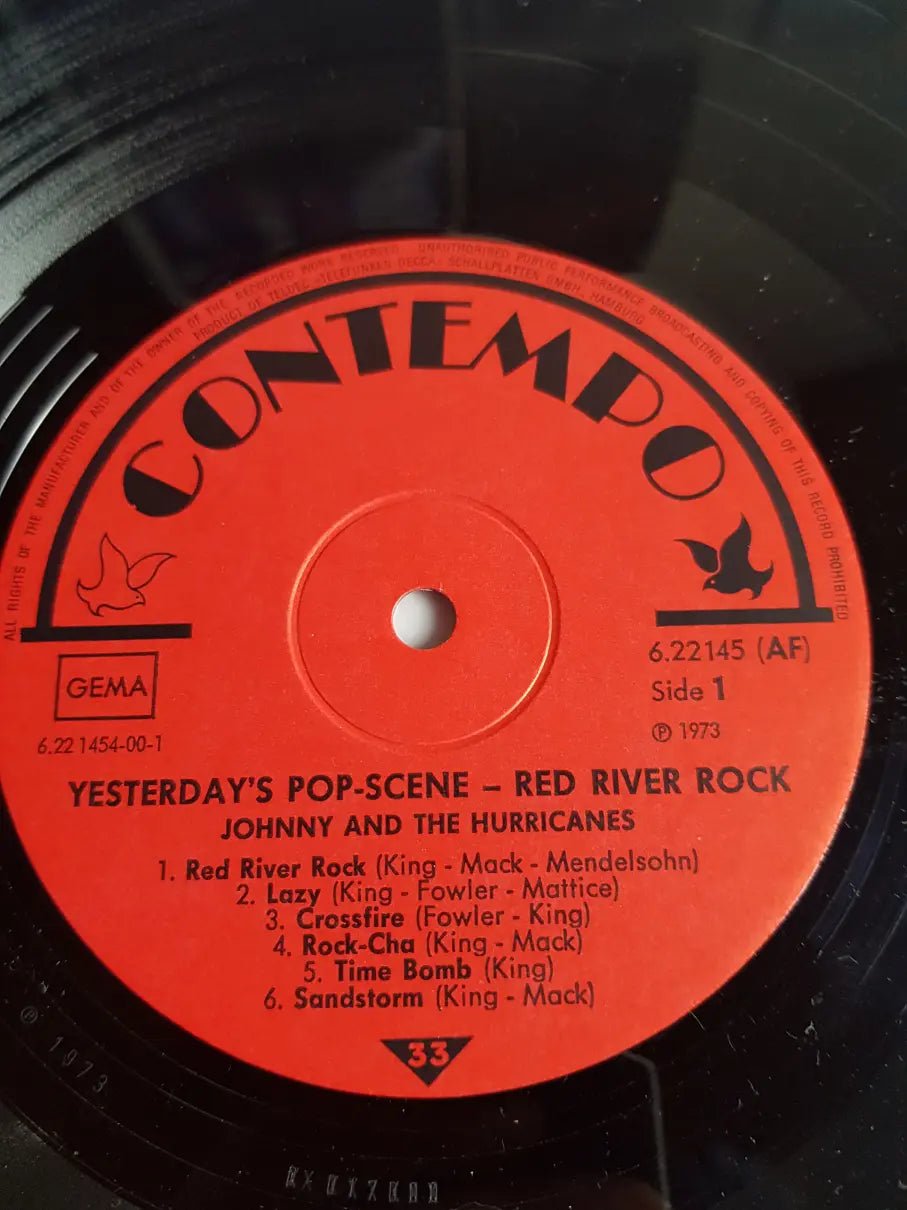 ALL RIGHTS OF THE MANUFACTURER AND OF THE OWNER OF THE RECORDED WORK RESERVED UNAUTHORISED PUBLIC PERFORMANCE BROADCASTING AND COPYING OF THIS RECORD PROHIBITED
PRODUCT OF TELDEC »TELEFUNKEN DECCA« SCHALLPLATTEN GMBH, HAMBURG
CONTEMPO
GEMA
6.22 1454-00-1
6.22145 (AF)
Side 1
℗ 1973
YESTERDAY'S POP-SCENE – RED RIVER ROCK
JOHNNY AND THE HURRICANES
1. Red River Rock (King - Mack - Mendelsohn)
2. Lazy (King - Fowler - Mattice)
3. Crossfire (Fowler - King)
4. Rock-Cha (King - Mack)
5. Time Bomb (King)
6. Sandstorm (King - Mack)
33
℗ 1973